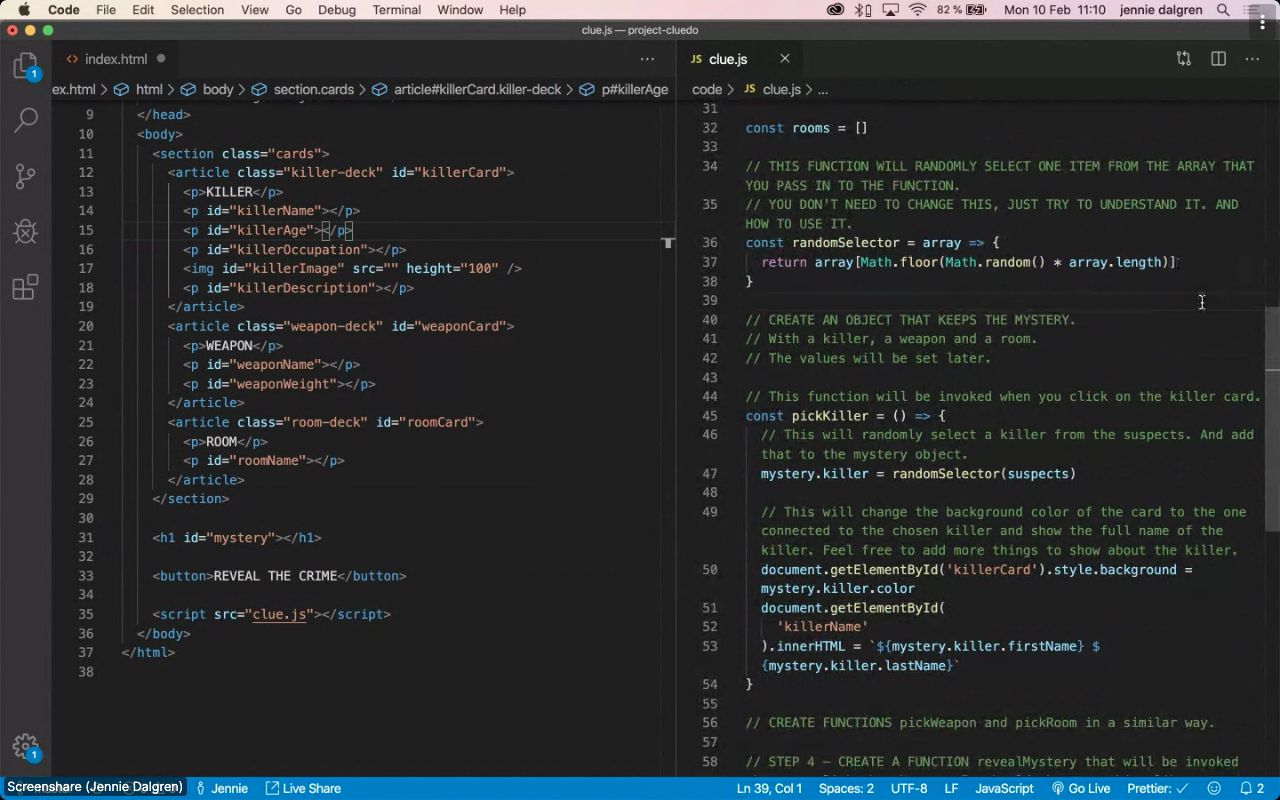 Code File Edit Selection View Go Debug Terminal Window Help 82 % Mon 10 Feb 11:10 jennie dalgren
clue.js — project-cluedo
index.html
ex.html > html > body > section.cards > article#killerCard.killer-deck > p#killerAge
9 </head>
10 <body>
11 <section class="cards">
12 <article class="killer-deck" id="killerCard">
13 <p>KILLER</p>
14 <p id="killerName"></p>
15 <p id="killerAge"></p>
16 <p id="killerOccupation"></p>
17 <img id="killerImage" src="" height="100" />
18 <p id="killerDescription"></p>
19 </article>
20 <article class="weapon-deck" id="weaponCard">
21 <p>WEAPON</p>
22 <p id="weaponName"></p>
23 <p id="weaponWeight"></p>
24 </article>
25 <article class="room-deck" id="roomCard">
26 <p>ROOM</p>
27 <p id="roomName"></p>
28 </article>
29 </section>
30
31 <h1 id="mystery"></h1>
32
33 <button>REVEAL THE CRIME</button>
34
35 <script src="clue.js"></script>
36 </body>
37 </html>
38
JS clue.js
code > JS clue.js > ...
31
32 const rooms = []
33
34 // THIS FUNCTION WILL RANDOMLY SELECT ONE ITEM FROM THE ARRAY THAT
YOU PASS IN TO THE FUNCTION.
35 // YOU DON'T NEED TO CHANGE THIS, JUST TRY TO UNDERSTAND IT. AND
HOW TO USE IT.
36 const randomSelector = array => {
37 return array[Math.floor(Math.random() * array.length)]
38 }
39
40 // CREATE AN OBJECT THAT KEEPS THE MYSTERY.
41 // With a killer, a weapon and a room.
42 // The values will be set later.
43
44 // This function will be invoked when you click on the killer card.
45 const pickKiller = () => {
46 // This will randomly select a killer from the suspects. And add
that to the mystery object.
47 mystery.killer = randomSelector(suspects)
48
49 // This will change the background color of the card to the one
connected to the chosen killer and show the full name of the
killer. Feel free to add more things to show about the killer.
50 document.getElementById('killerCard').style.background =
mystery.killer.color
51 document.getElementById(
52 'killerName'
53 ).innerHTML = `${mystery.killer.firstName} $
{mystery.killer.lastName}`
54 }
55
56 // CREATE FUNCTIONS pickWeapon and pickRoom in a similar way.
57
58 // STEP 4 – CREATE A FUNCTION revealMystery that will be invoked
1
1
Screenshare (Jennie Dalgren) Jennie Live Share Ln 39, Col 1 Spaces: 2 UTF-8 LF JavaScript Go Live Prettier: ✓ 2